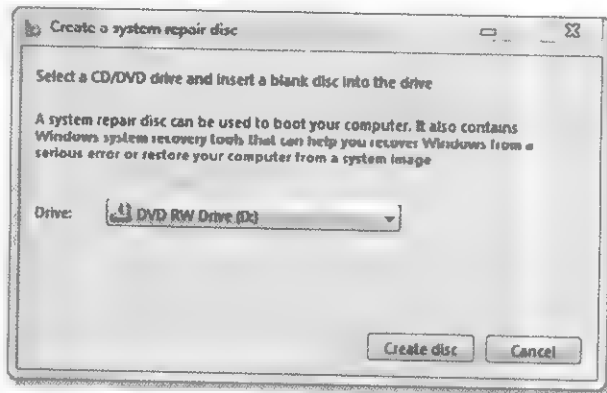 Create a system repair disc
Select a CD/DVD drive and insert a blank disc into the drive
A system repair disc can be used to boot your computer. It also contains
Windows system recovery tools that can help you recover Windows from a
serious error or restore your computer from a system image
Drive:
DVD RW Drive (D:)
Create disc
Cancel